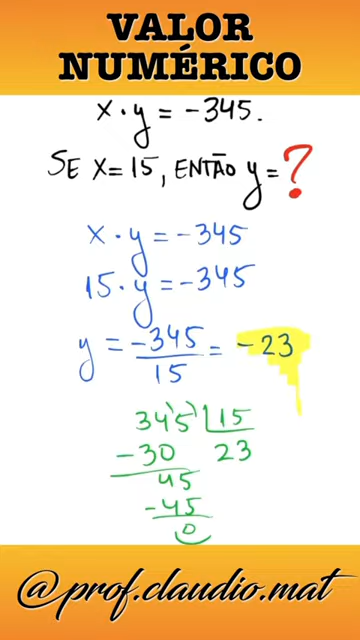 VALOR
NUMÉRICO
x · y = -345.
SE x = 15, ENTÃO y = ?
x · y = -345
15 · y = -345
y = -345/15 = -23
345 | 15
-30 23
45
-45
0
@prof.claudio.mat